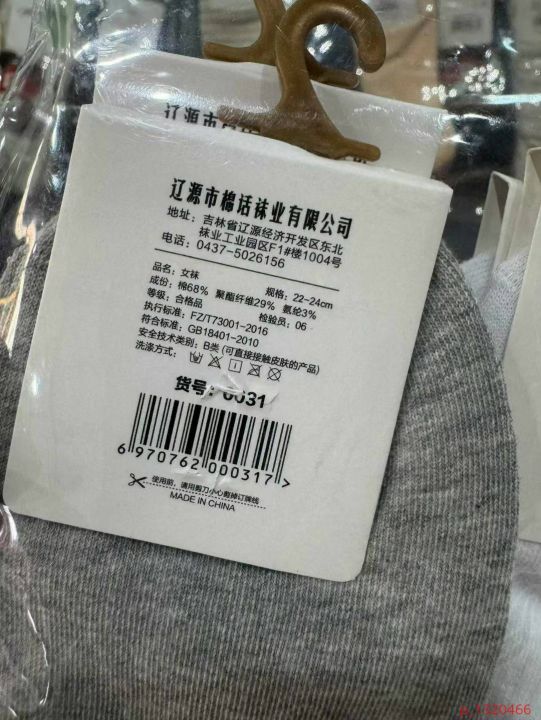 辽源市棉话袜业有限公司
地址：吉林省辽源经济开发区东北
袜业工业园区F1#楼1004号
电话：0437-5026156
品名：女袜 规格：22-24cm
成份：棉68% 聚酯纤维29% 氨纶3%
等级：合格品 检验员：06
执行标准：FZ/T73001-2016
符合标准：GB18401-2010
安全技术类别：B类 (可直接接触皮肤的产品)
洗涤方式：
货号：0031
6 970762 000317 >
使用前，请用剪刀小心剪掉订牌线
MADE IN CHINA